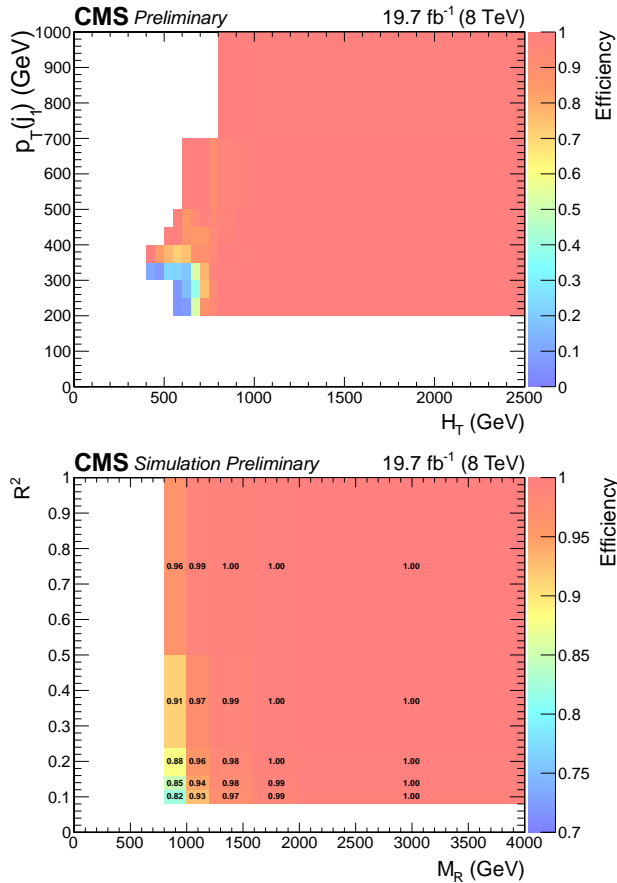 CMS Preliminary 19.7 fb⁻¹ (8 TeV)
p_T(j_1) (GeV)
1000
900
800
700
600
500
400
300
200
100
0
0 500 1000 1500 2000 2500
H_T (GeV)
Efficiency
1
0.9
0.8
0.7
0.6
0.5
0.4
0.3
0.2
0.1
0
CMS Simulation Preliminary 19.7 fb⁻¹ (8 TeV)
R²
1
0.9
0.8
0.7
0.6
0.5
0.4
0.3
0.2
0.1
0
0.96 0.99 1.00 1.00 1.00
0.91 0.97 0.99 1.00 1.00
0.88 0.96 0.98 1.00 1.00
0.85 0.94 0.98 0.99 1.00
0.82 0.93 0.97 0.99 1.00
0 500 1000 1500 2000 2500 3000 3500 4000
M_R (GeV)
Efficiency
1
0.95
0.9
0.85
0.8
0.75
0.7